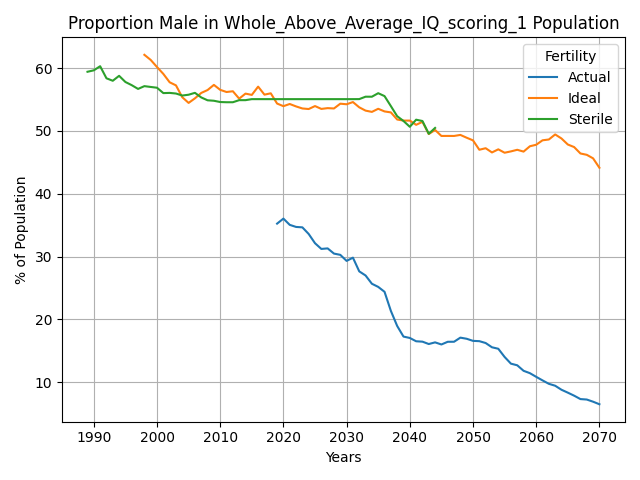 Proportion Male in Whole_Above_Average_IQ_scoring_1 Population
Fertility
Actual
Ideal
Sterile
% of Population
60
50
40
30
20
10
1990 2000 2010 2020 2030 2040 2050 2060 2070
Years